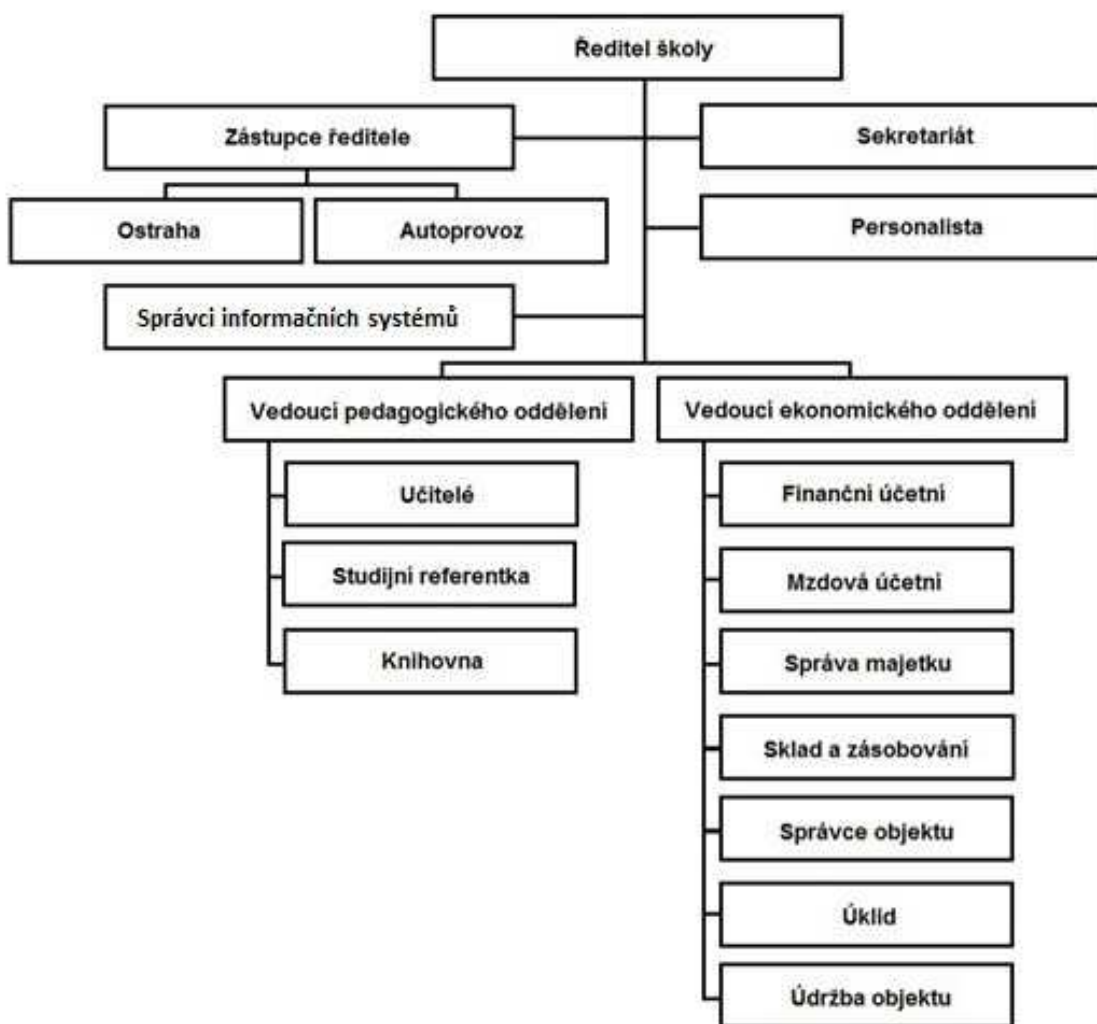 Ředitel školy
Zástupce ředitele
Sekretariát
Ostraha
Autoprovoz
Personalista
Správci informačních systémů
Vedoucí pedagogického oddělení
Vedoucí ekonomického oddělení
Učitelé
Studijní referentka
Knihovna
Finanční účetní
Mzdová účetní
Správa majetku
Sklad a zásobování
Správce objektu
Úklid
Údržba objektu